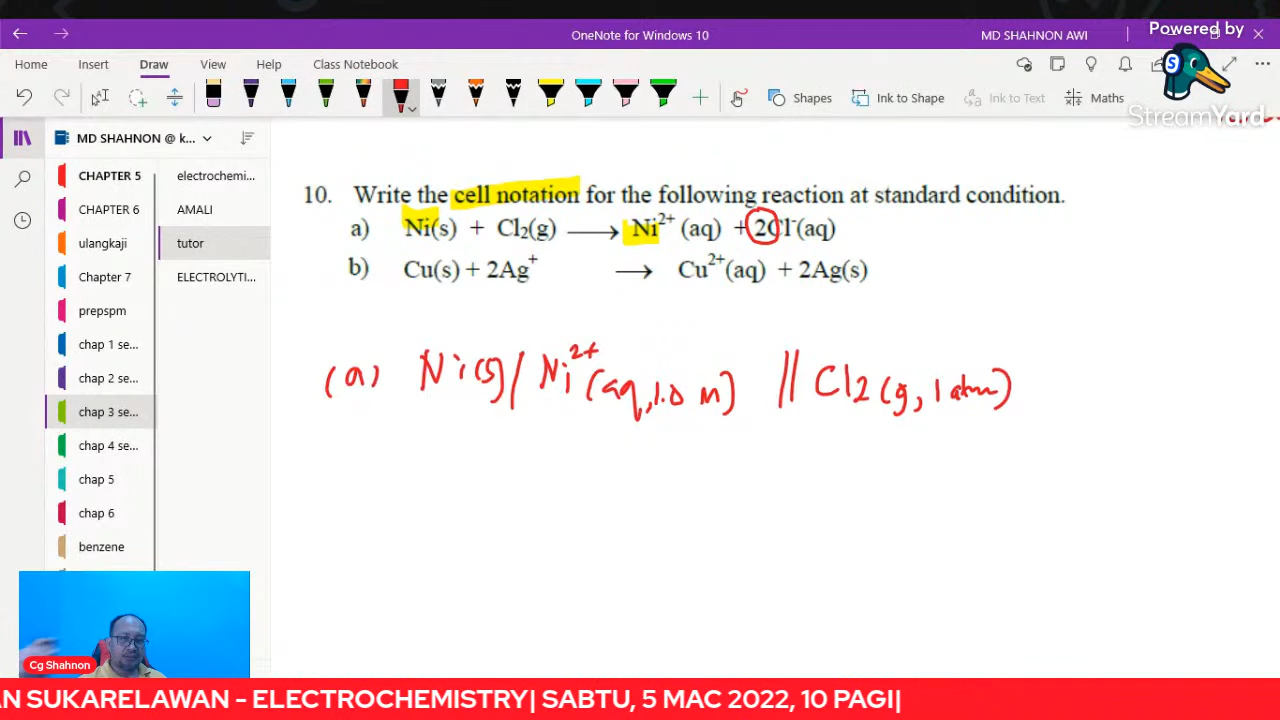 OneNote for Windows 10
MD SHAHNON AWI
Powered by
StreamYard
Home Insert Draw View Help Class Notebook
Shapes Ink to Shape Ink to Text Maths
MD SHAHNON @ k...
CHAPTER 5
CHAPTER 6
ulangkaji
Chapter 7
prepspm
chap 1 se...
chap 2 se...
chap 3 se...
chap 4 se...
chap 5
chap 6
benzene
electrochemi...
AMALI
tutor
ELECTROLYTI...
10. Write the cell notation for the following reaction at standard condition.
a) Ni(s) + Cl₂(g) ⟶ Ni²⁺ (aq) + 2Cl⁻(aq)
b) Cu(s) + 2Ag⁺ ⟶ Cu²⁺(aq) + 2Ag(s)
(a) Ni(s) / Ni²⁺ (aq, 1.0 M) // Cl2 (g, 1 atm)
Cg Shahnon
AN SUKARELAWAN - ELECTROCHEMISTRY| SABTU, 5 MAC 2022, 10 PAGI|